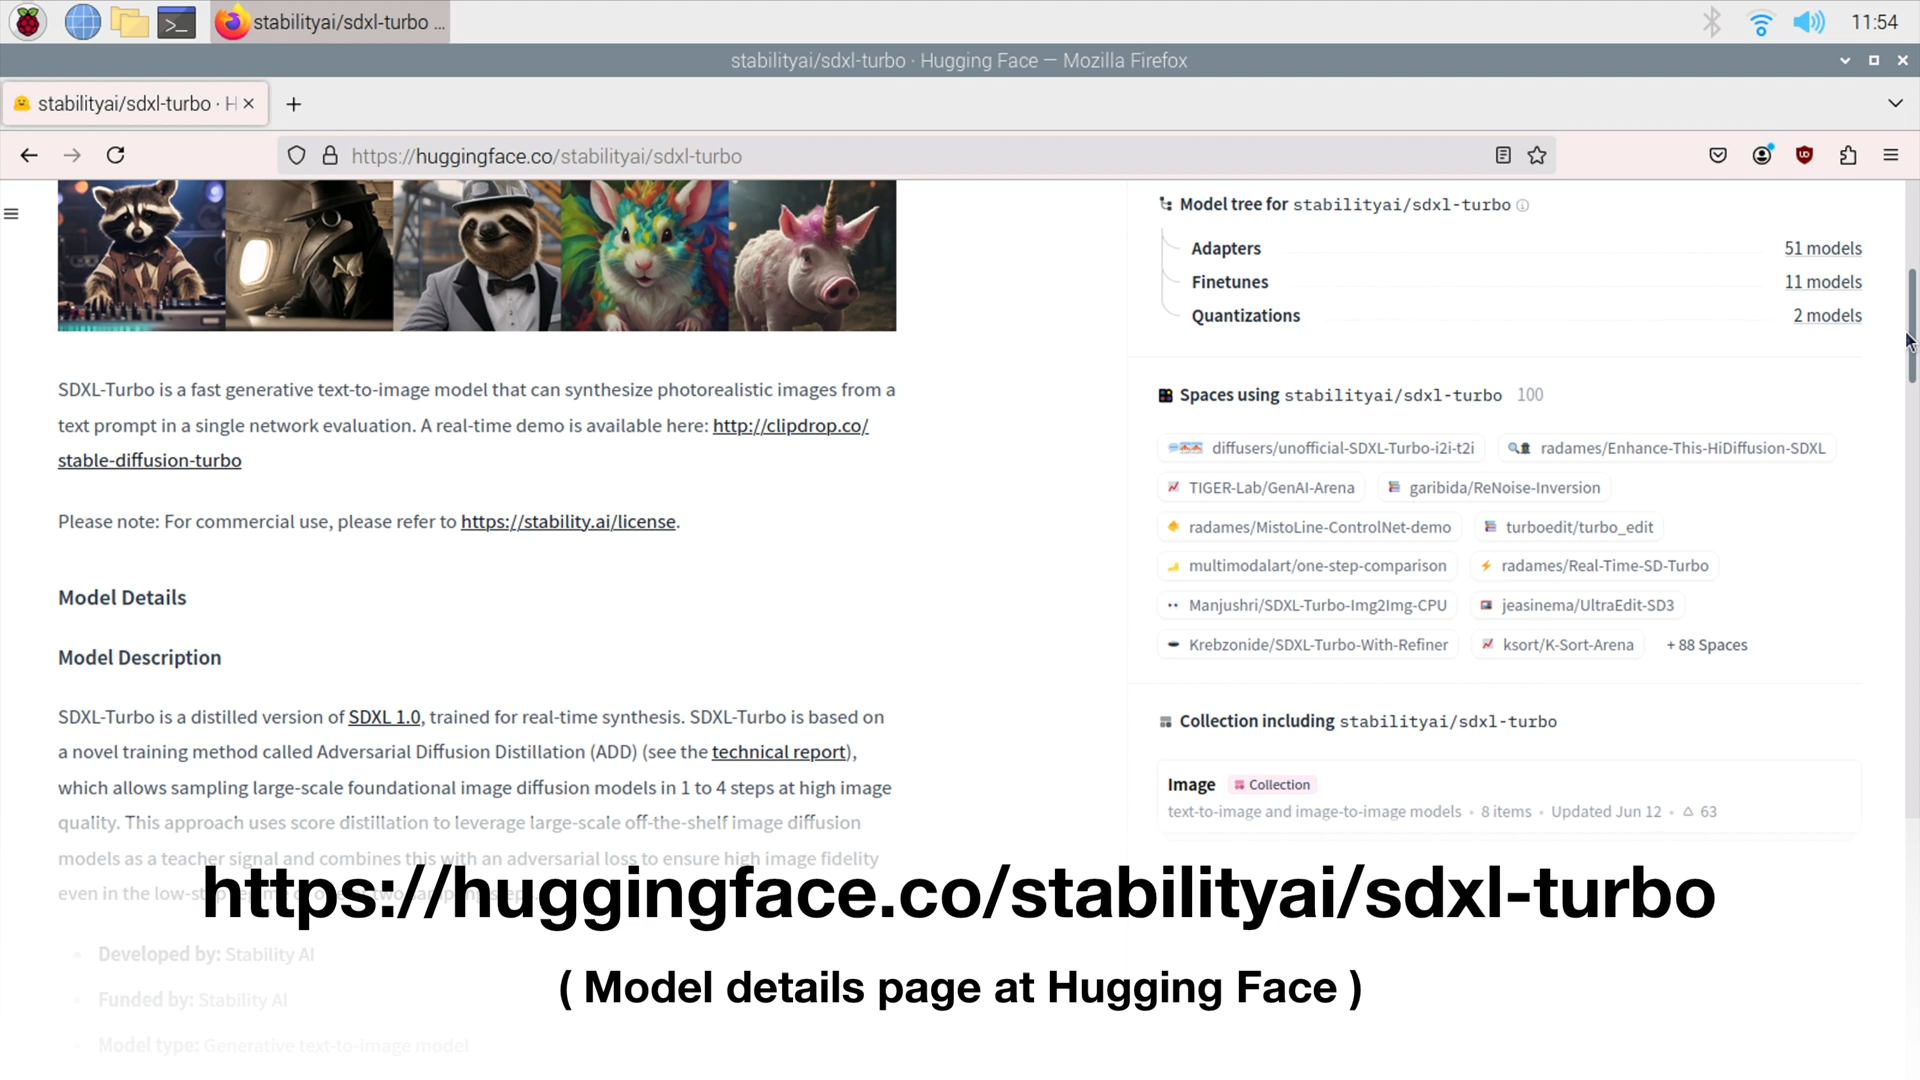 stabilityai/sdxl-turbo ...
11:54
stabilityai/sdxl-turbo · Hugging Face — Mozilla Firefox
stabilityai/sdxl-turbo · H
https://huggingface.co/stabilityai/sdxl-turbo
SDXL-Turbo is a fast generative text-to-image model that can synthesize photorealistic images from a
text prompt in a single network evaluation. A real-time demo is available here: http://clipdrop.co/
stable-diffusion-turbo
Please note: For commercial use, please refer to https://stability.ai/license.
Model Details
Model Description
SDXL-Turbo is a distilled version of SDXL 1.0, trained for real-time synthesis. SDXL-Turbo is based on
a novel training method called Adversarial Diffusion Distillation (ADD) (see the technical report),
which allows sampling large-scale foundational image diffusion models in 1 to 4 steps at high image
quality. This approach uses score distillation to leverage large-scale off-the-shelf image diffusion
models as a teacher signal and combines this with an adversarial loss to ensure high image fidelity
even in the
Developed by: Stability AI
Funded by: Stability AI
Model type: Generative text-to-image model
Model tree for stabilityai/sdxl-turbo
Adapters 51 models
Finetunes 11 models
Quantizations 2 models
Spaces using stabilityai/sdxl-turbo 100
diffusers/unofficial-SDXL-Turbo-i2i-t2i radames/Enhance-This-HiDiffusion-SDXL
TIGER-Lab/GenAI-Arena garibida/ReNoise-Inversion
radames/MistoLine-ControlNet-demo turboedit/turbo_edit
multimodalart/one-step-comparison radames/Real-Time-SD-Turbo
Manjushri/SDXL-Turbo-Img2Img-CPU jeasinema/UltraEdit-SD3
Krebzonide/SDXL-Turbo-With-Refiner ksort/K-Sort-Arena + 88 Spaces
Collection including stabilityai/sdxl-turbo
Image Collection
text-to-image and image-to-image models • 8 items • Updated Jun 12 • 63
https://huggingface.co/stabilityai/sdxl-turbo
( Model details page at Hugging Face )